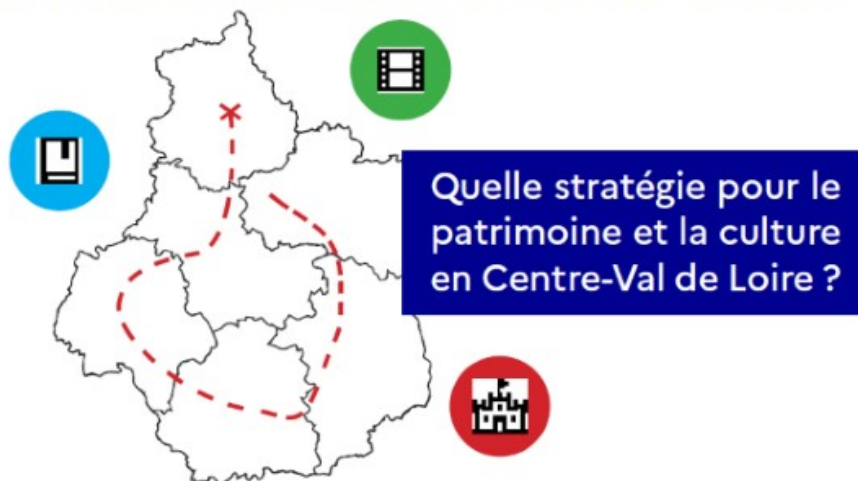 Quelle stratégie pour le
patrimoine et la culture
en Centre-Val de Loire ?